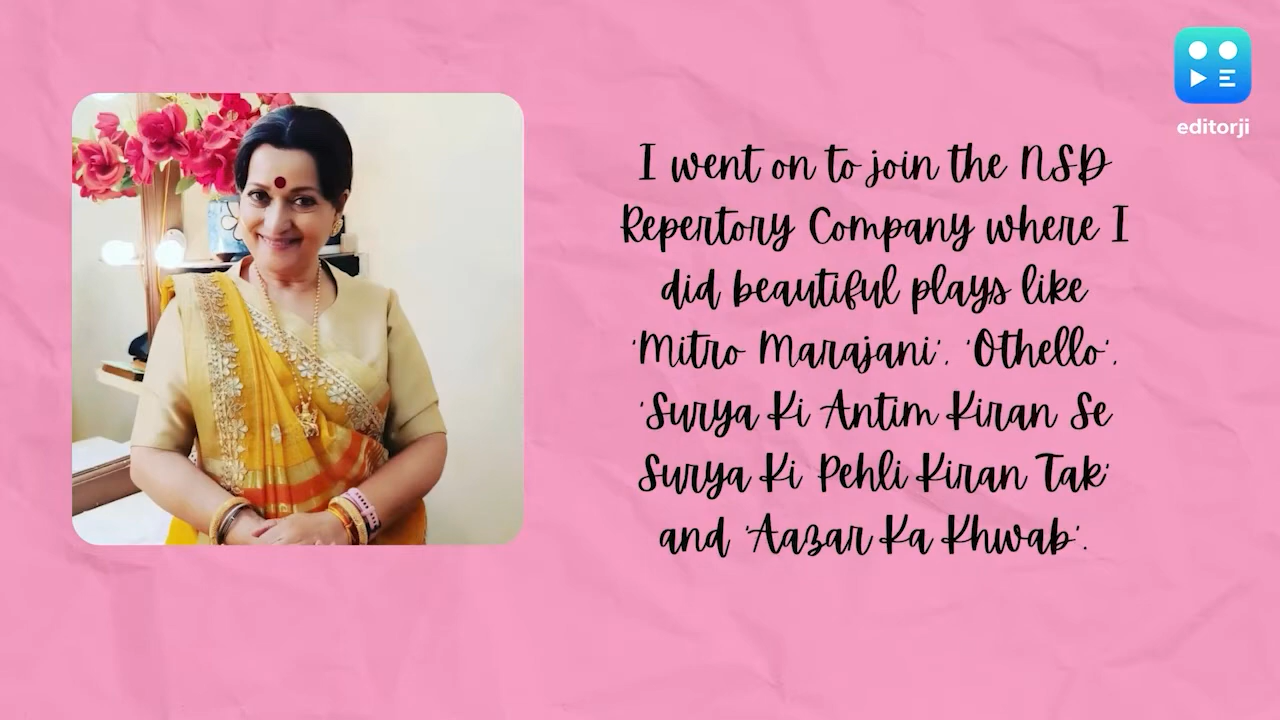 editorji
I went on to join the NSD
Repertory Company where I
did beautiful plays like
'Mitro Marajani', 'Othello',
'Surya Ki Antim Kiran Se
Surya Ki Pehli Kiran Tak'
and 'Aazar Ka Khwab'.